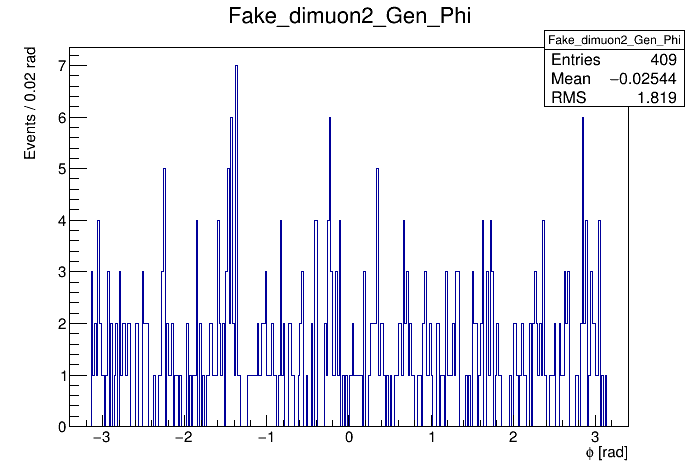 Fake_dimuon2_Gen_Phi
Fake_dimuon2_Gen_Phi
Entries 409
Mean −0.02544
RMS 1.819
Events / 0.02 rad
7
6
5
4
3
2
1
0
−3 −2 −1 0 1 2 3
ϕ [rad]